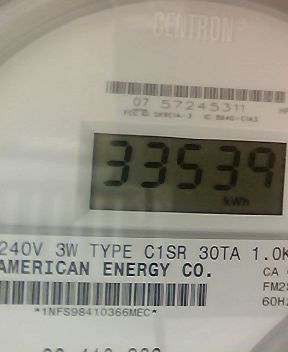 CENTRON®
07 57245311
33539
kWh
240V 3W TYPE C1SR 30TA 1.0K
AMERICAN ENERGY CO.
CA
FM2S
60HZ
*1NFS98410366MEC*